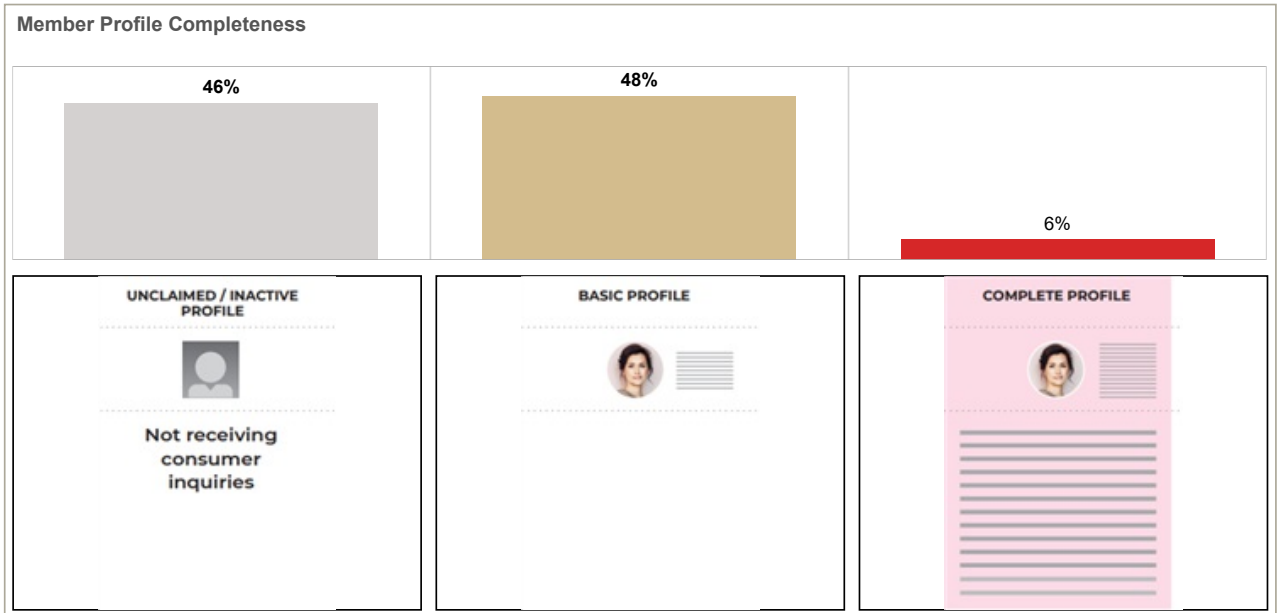 Member Profile Completeness
46%
48%
6%
UNCLAIMED / INACTIVE
PROFILE
Not receiving
consumer
inquiries
BASIC PROFILE
COMPLETE PROFILE